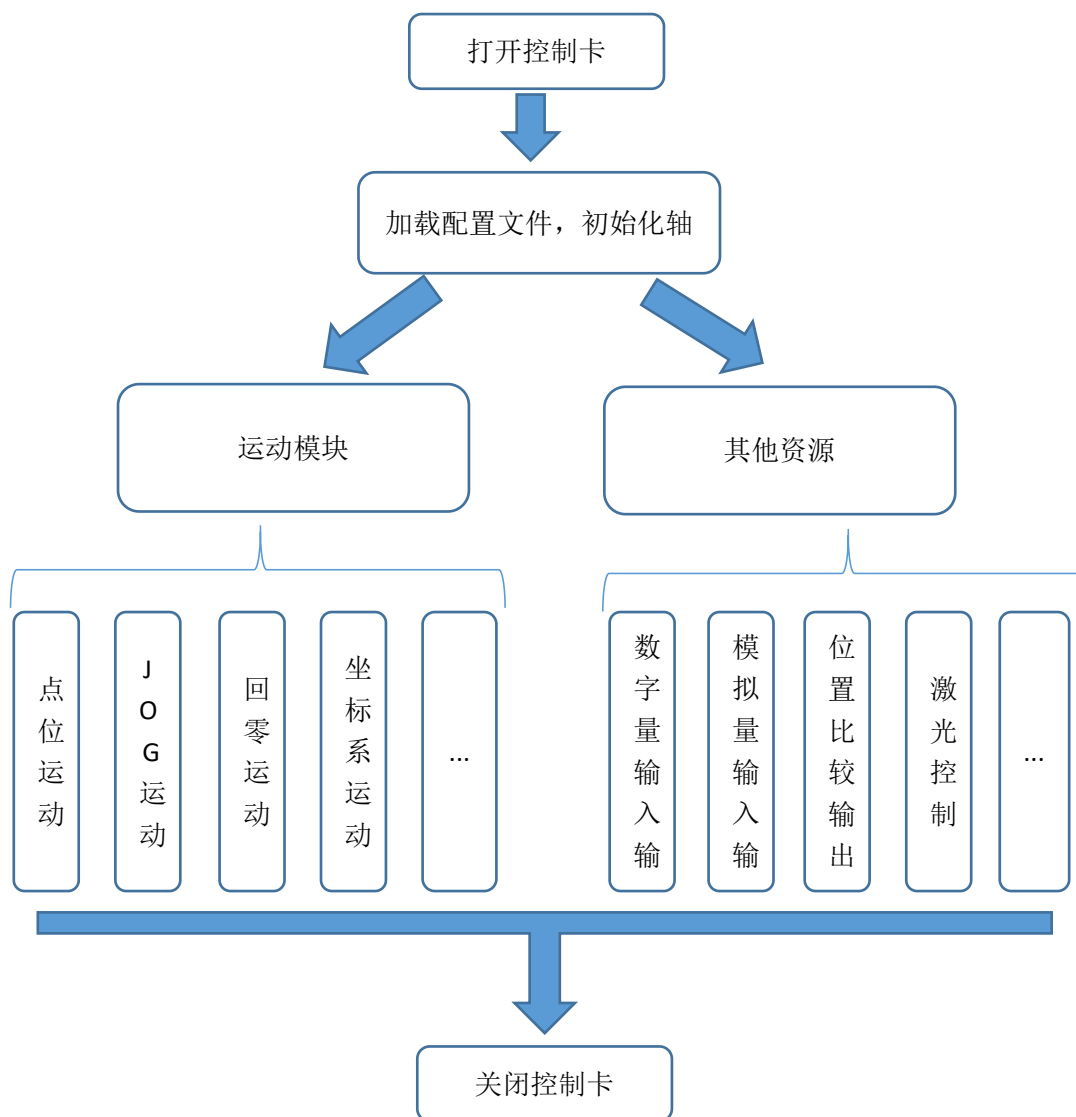 打开控制卡
加载配置文件，初始化轴
运动模块
其他资源
点位运动
JOG运动
回零运动
坐标系运动
...
数字量输入输
模拟量输入输
位置比较输出
激光控制
...
关闭控制卡